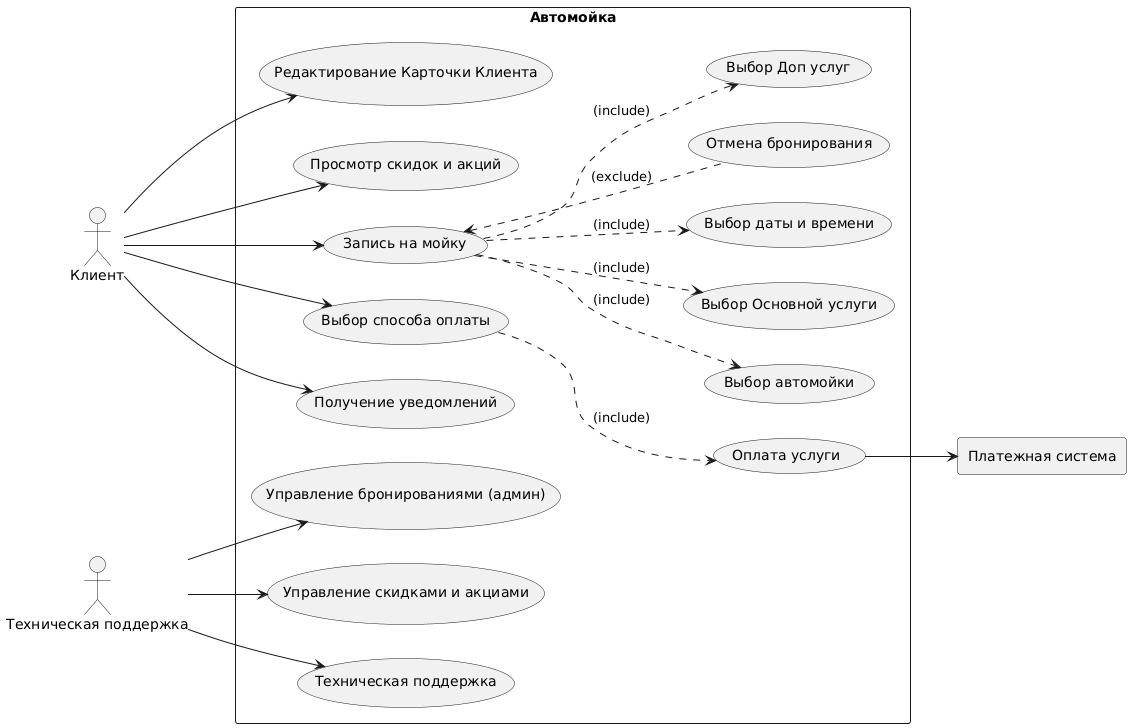 Автомойка
Редактирование Карточки Клиента
Выбор Доп услуг
(include)
Отмена бронирования
Просмотр скидок и акций
(exclude)
Выбор даты и времени
(include)
Запись на мойку
(include)
Клиент
(include)
Выбор Основной услуги
Выбор способа оплаты
Выбор автомойки
Получение уведомлений
(include)
Оплата услуги
Платежная система
Управление бронированиями (админ)
Управление скидками и акциами
Техническая поддержка
Техническая поддержка